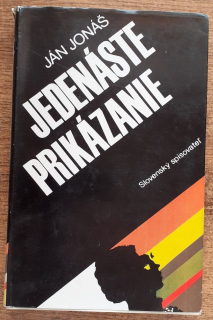 JÁN JONÁŠ
JEDENÁSTE
PRIKÁZANIE
Slovenský spisovateľ